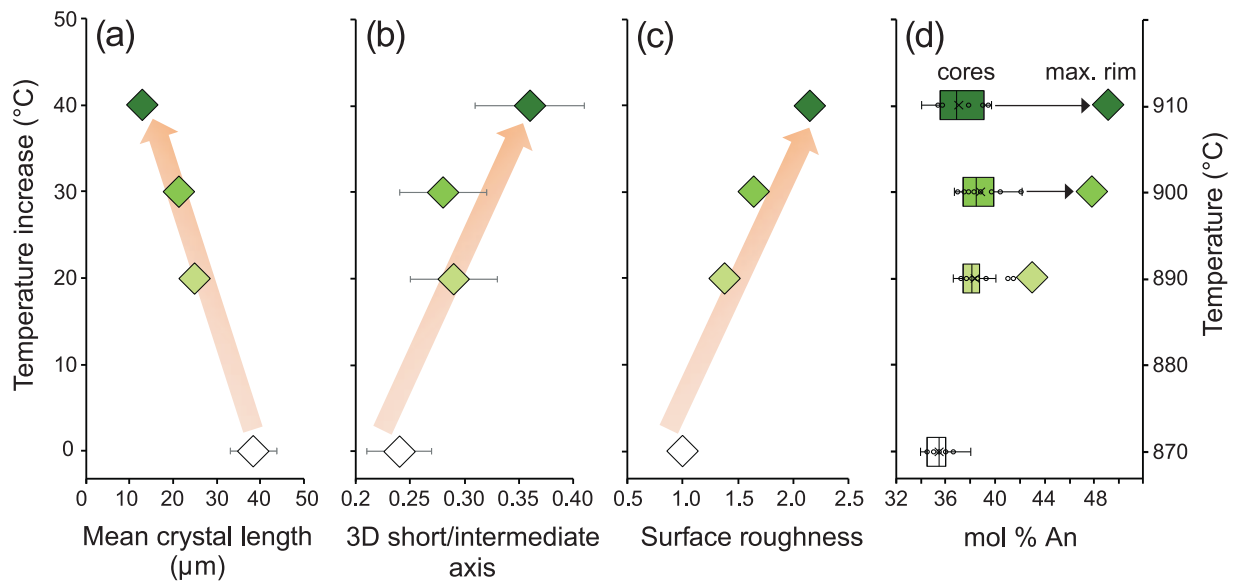 (a)
(b)
(c)
(d)
cores
max. rim
Temperature increase (°C)
50
40
30
20
10
0
0
10
20
30
40
50
Mean crystal length
(µm)
0.2
0.30
0.35
0.40
3D short/intermediate
axis
0.5
1.0
1.5
2.0
2.5
Surface roughness
32
36
40
44
48
mol % An
910
900
890
880
870
Temperature (°C)